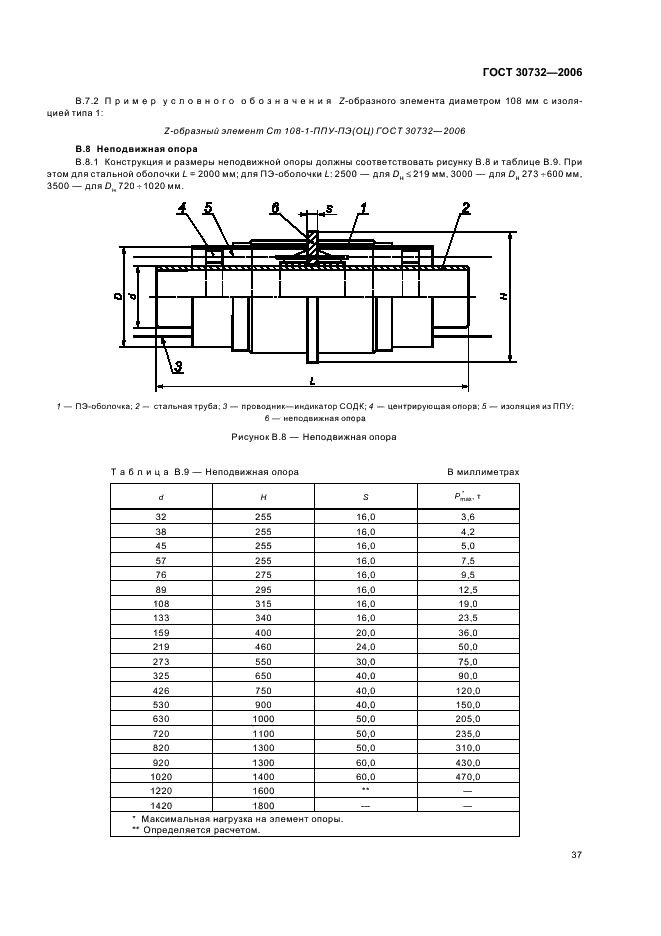 ГОСТ 30732—2006
В.7.2 Пример условного обозначения Z-образного элемента диаметром 108 мм с изоля-
цией типа 1:
Z-образный элемент Ст 108-1-ППУ-ПЭ(ОЦ) ГОСТ 30732—2006
В.8 Неподвижная опора
В.8.1 Конструкция и размеры неподвижной опоры должны соответствовать рисунку В.8 и таблице В.9. При
этом для стальной оболочки L = 2000 мм; для ПЭ-оболочки L: 2500 — для Dн ≤ 219 мм, 3000 — для Dн 273 ÷600 мм,
3500 — для Dн 720 ÷1020 мм.
4 5 6 S 1 2
D d H
3
L
1 — ПЭ-оболочка; 2 — стальная труба; 3 — проводник—индикатор СОДК; 4 — центрирующая опора; 5 — изоляция из ППУ;
6 — неподвижная опора
Рисунок В.8 — Неподвижная опора
Таблица В.9 — Неподвижная опора В миллиметрах
d H S P*max, т
32 255 16,0 3,6
38 255 16,0 4,2
45 255 16,0 5,0
57 255 16,0 7,5
76 275 16,0 9,5
89 295 16,0 12,5
108 315 16,0 19,0
133 340 16,0 23,5
159 400 20,0 36,0
219 460 24,0 50,0
273 550 30,0 75,0
325 650 40,0 90,0
426 750 40,0 120,0
530 900 40,0 150,0
630 1000 50,0 205,0
720 1100 50,0 235,0
820 1300 50,0 310,0
920 1300 60,0 430,0
1020 1400 60,0 470,0
1220 1600 ** —
1420 1800 — —
* Максимальная нагрузка на элемент опоры.
** Определяется расчетом.
37